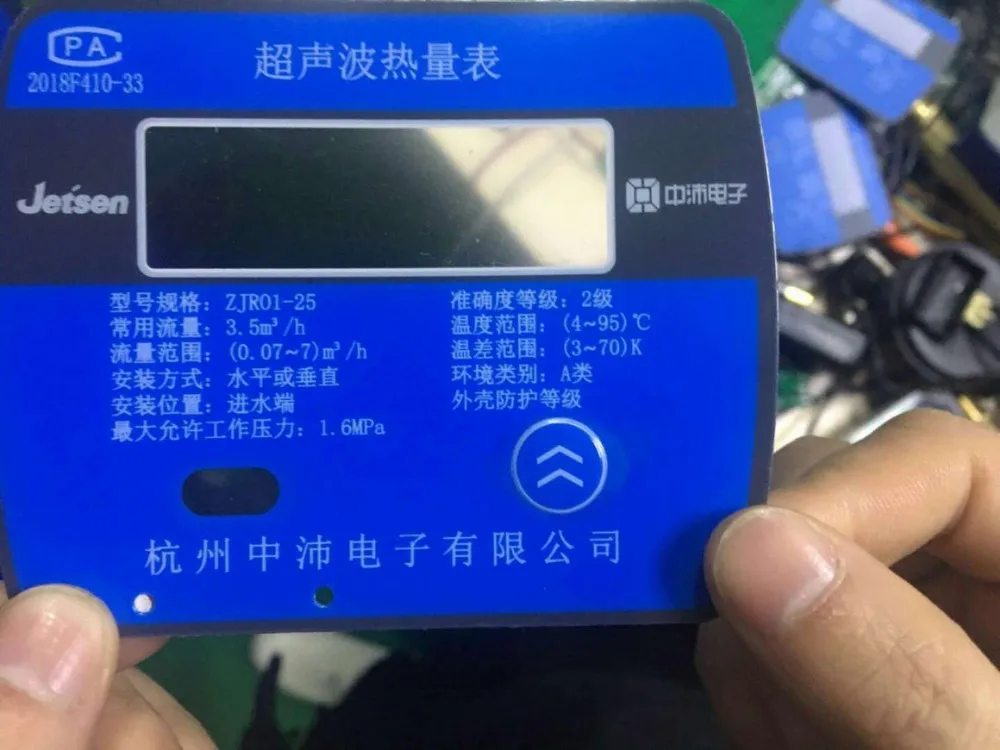 CPA
超声波热量表
2018F410-33
Jetsen
中沛电子
型号规格: ZJR01-25
准确度等级: 2级
常用流量: 3.5m³/h
温度范围: (4~95)℃
流量范围: (0.07~7)m³/h
温差范围: (3~70)K
安装方式: 水平或垂直
环境类别: A类
安装位置: 进水端
外壳防护等级
最大允许工作压力: 1.6MPa
杭州中沛电子有限公司